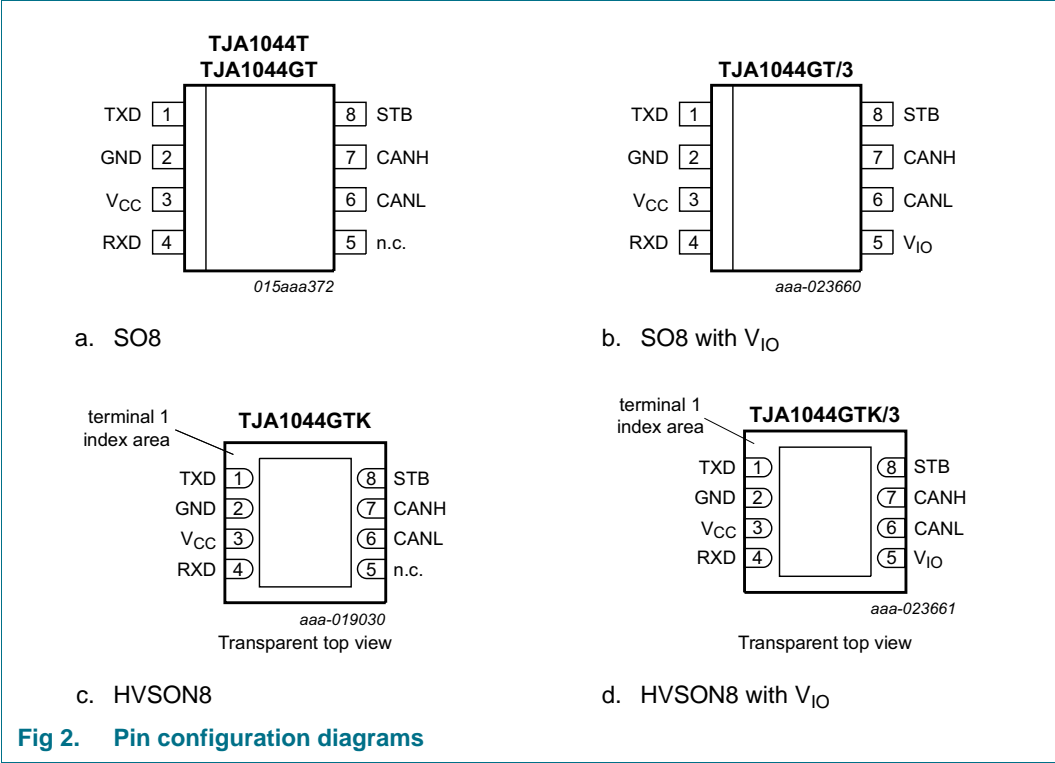 TJA1044T
TJA1044GT
TXD 1
GND 2
VCC 3
RXD 4
8 STB
7 CANH
6 CANL
5 n.c.
015aaa372
a. SO8
TJA1044GT/3
TXD 1
GND 2
VCC 3
RXD 4
8 STB
7 CANH
6 CANL
5 VIO
aaa-023660
b. SO8 with VIO
terminal 1
index area
TJA1044GTK
TXD 1
GND 2
VCC 3
RXD 4
8 STB
7 CANH
6 CANL
5 n.c.
aaa-019030
Transparent top view
c. HVSON8
terminal 1
index area
TJA1044GTK/3
TXD 1
GND 2
VCC 3
RXD 4
8 STB
7 CANH
6 CANL
5 VIO
aaa-023661
Transparent top view
d. HVSON8 with VIO
Fig 2. Pin configuration diagrams